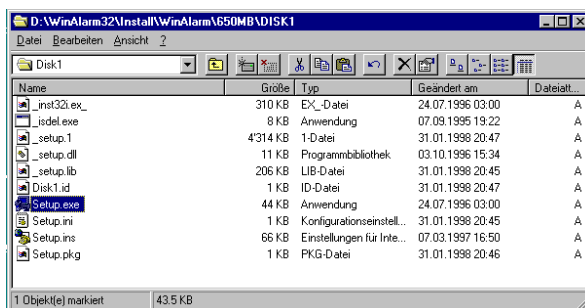 D:\WinAlarm32\Install\WinAlarm\650MB\DISK1
Datei Bearbeiten Ansicht ?
Disk1
Name Größe Typ Geändert am Dateiatt...
_inst32i.ex_ 310 KB EX_-Datei 24.07.1996 03:00 A
_isdel.exe 8 KB Anwendung 07.09.1995 19:22 A
_setup.1 4'314 KB 1-Datei 31.01.1998 20:47 A
_setup.dll 11 KB Programmbibliothek 03.10.1996 15:34 A
_setup.lib 206 KB LIB-Datei 31.01.1998 20:45 A
Disk1.id 1 KB ID-Datei 31.01.1998 20:47 A
Setup.exe 44 KB Anwendung 24.07.1996 03:00 A
Setup.ini 1 KB Konfigurationseinstell... 31.01.1998 20:45 A
Setup.ins 66 KB Einstellungen für Inte... 07.03.1997 16:50 A
Setup.pkg 1 KB PKG-Datei 31.01.1998 20:46 A
1 Objekt(e) markiert 43.5 KB